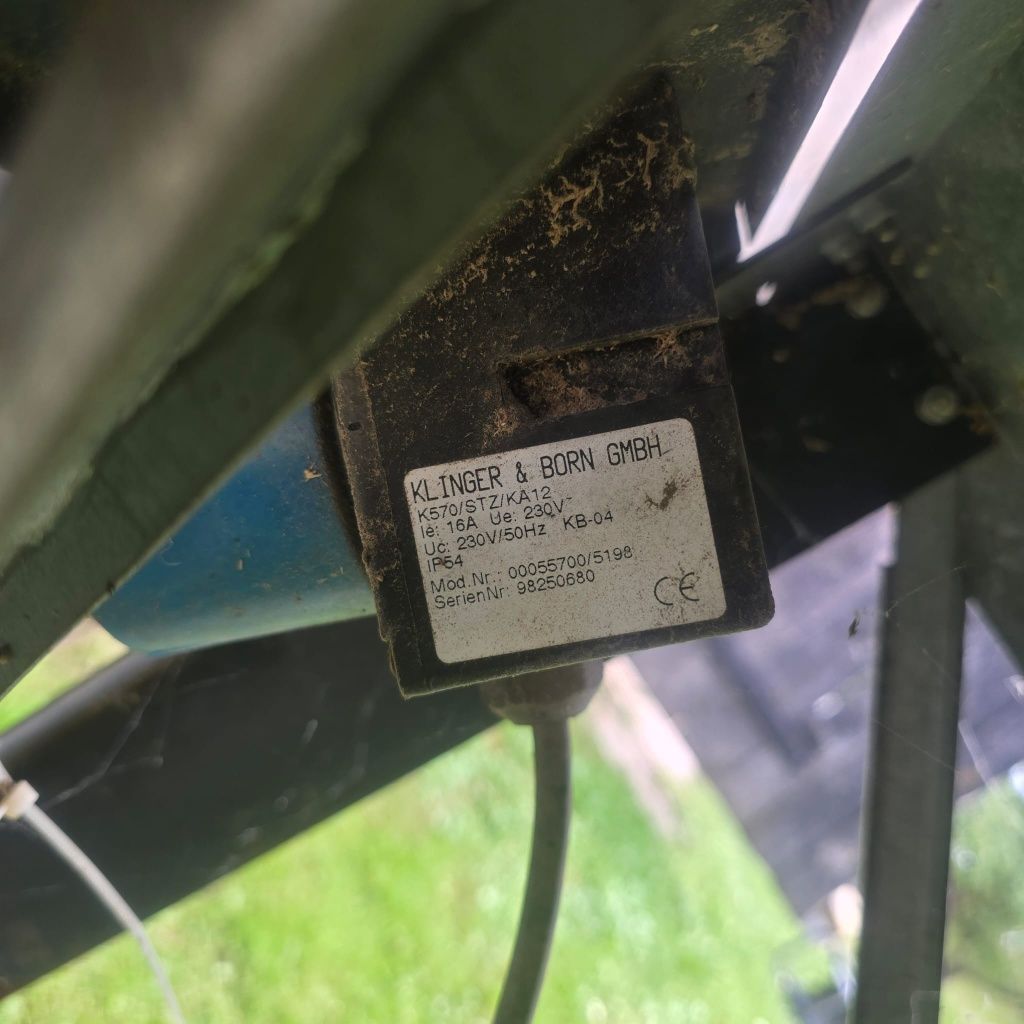 KLINGER & BORN GMBH
K570/STZ/KA12
Ie: 16A Ue: 230V~
Uc: 230V/50Hz KB-04
IP54
Mod.Nr.: 00055700/5198
SerienNr: 98250680
CE